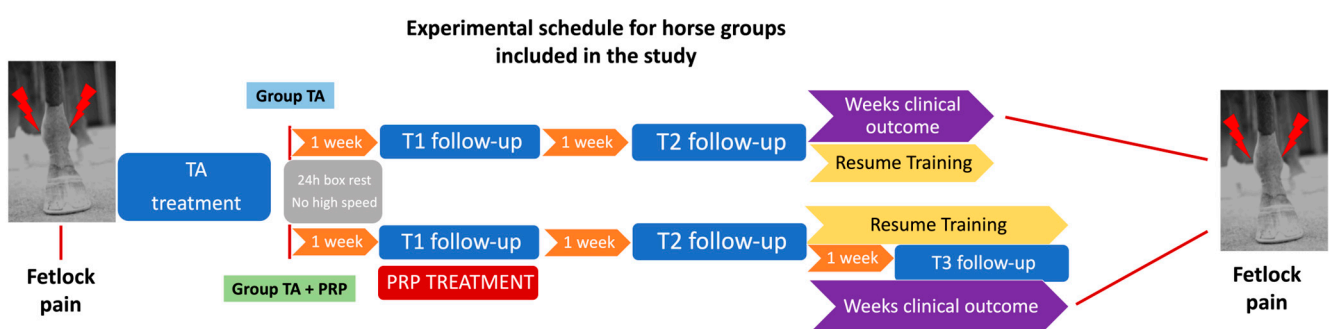 Experimental schedule for horse groups
included in the study
Group TA
1 week
T1 follow-up
1 week
T2 follow-up
Weeks clinical
outcome
Resume Training
TA
treatment
24h box rest
No high speed
1 week
T1 follow-up
1 week
T2 follow-up
Resume Training
1 week
T3 follow-up
Weeks clinical outcome
Group TA + PRP
PRP TREATMENT
Fetlock
pain
Fetlock
pain